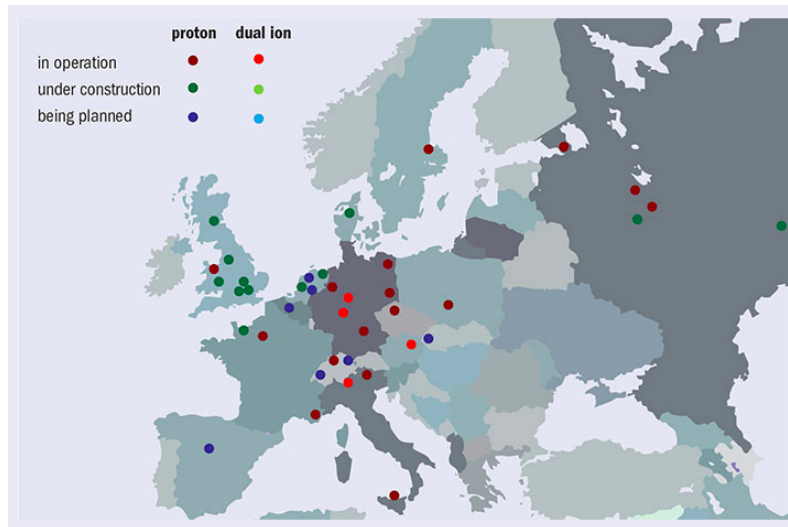 proton dual ion
in operation
under construction
being planned